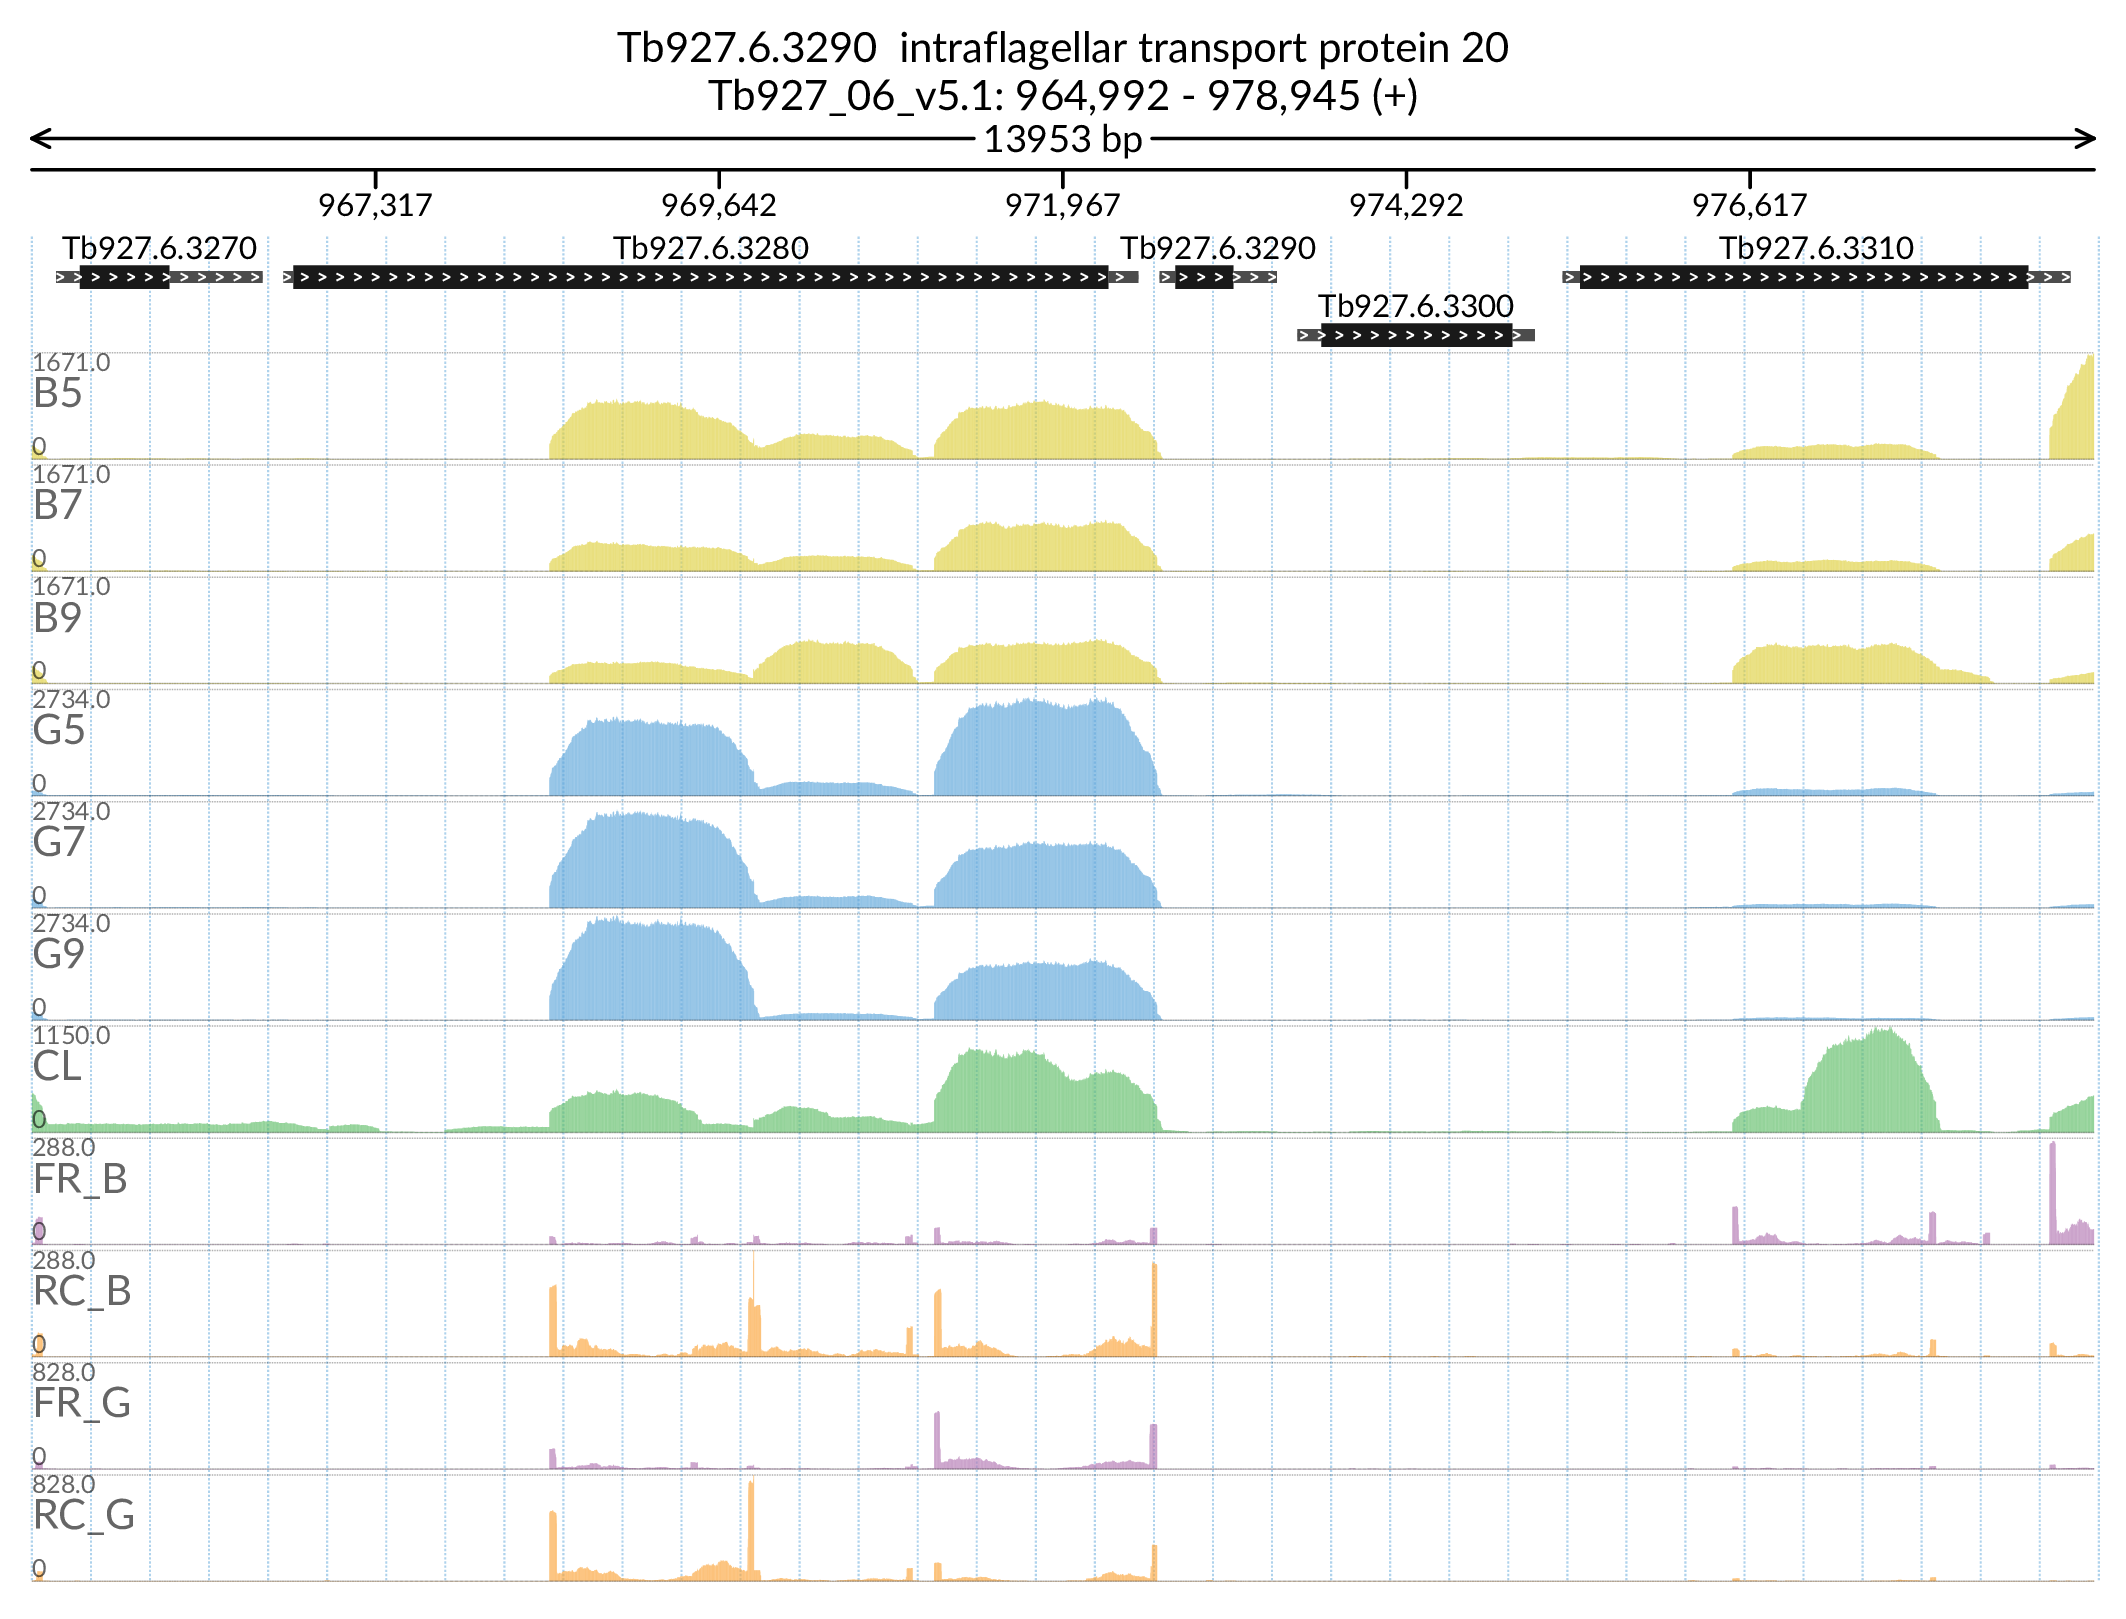 Tb927.6.3290 intraflagellar transport protein 20
Tb927_06_v5.1: 964,992 - 978,945 (+)
13953 bp
967,317 969,642 971,967 974,292 976,617
Tb927.6.3270 Tb927.6.3280 Tb927.6.3290 Tb927.6.3310
Tb927.6.3300
1671.0
B5
0
1671.0
B7
0
1671.0
B9
0
2734.0
G5
0
2734.0
G7
0
2734.0
G9
0
1150.0
CL
0
288.0
FR_B
0
288.0
RC_B
0
828.0
FR_G
0
828.0
RC_G
0